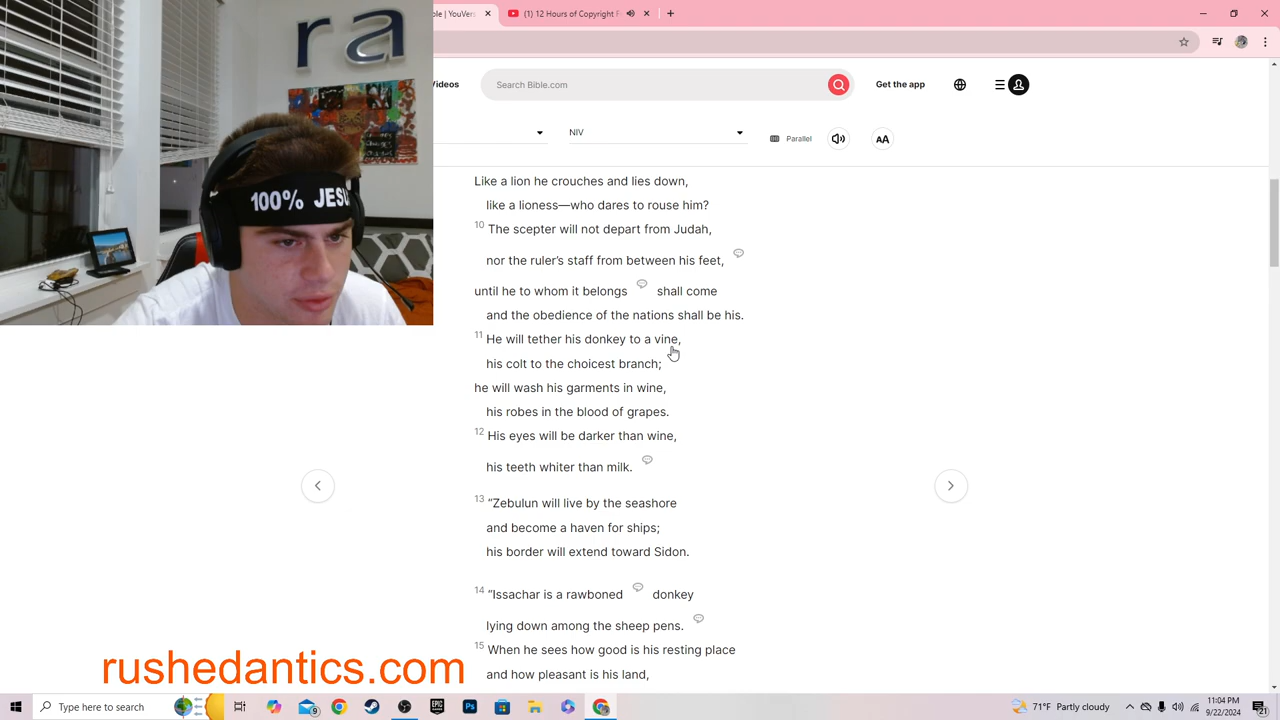 ra
100% JESU
ple | YouVers
(1) 12 Hours of Copyright F
Videos
Search Bible.com
Get the app
NIV
Parallel
AA
Like a lion he crouches and lies down,
like a lioness—who dares to rouse him?
10 The scepter will not depart from Judah,
nor the ruler’s staff from between his feet,
until he to whom it belongs shall come
and the obedience of the nations shall be his.
11 He will tether his donkey to a vine,
his colt to the choicest branch;
he will wash his garments in wine,
his robes in the blood of grapes.
12 His eyes will be darker than wine,
his teeth whiter than milk.
13 “Zebulun will live by the seashore
and become a haven for ships;
his border will extend toward Sidon.
14 “Issachar is a rawboned donkey
lying down among the sheep pens.
15 When he sees how good is his resting place
and how pleasant is his land,
rushedantics.com
Type here to search
9
EPIC
GAMES
Ps
71°F Partly cloudy
11:04 PM
9/22/2024
21